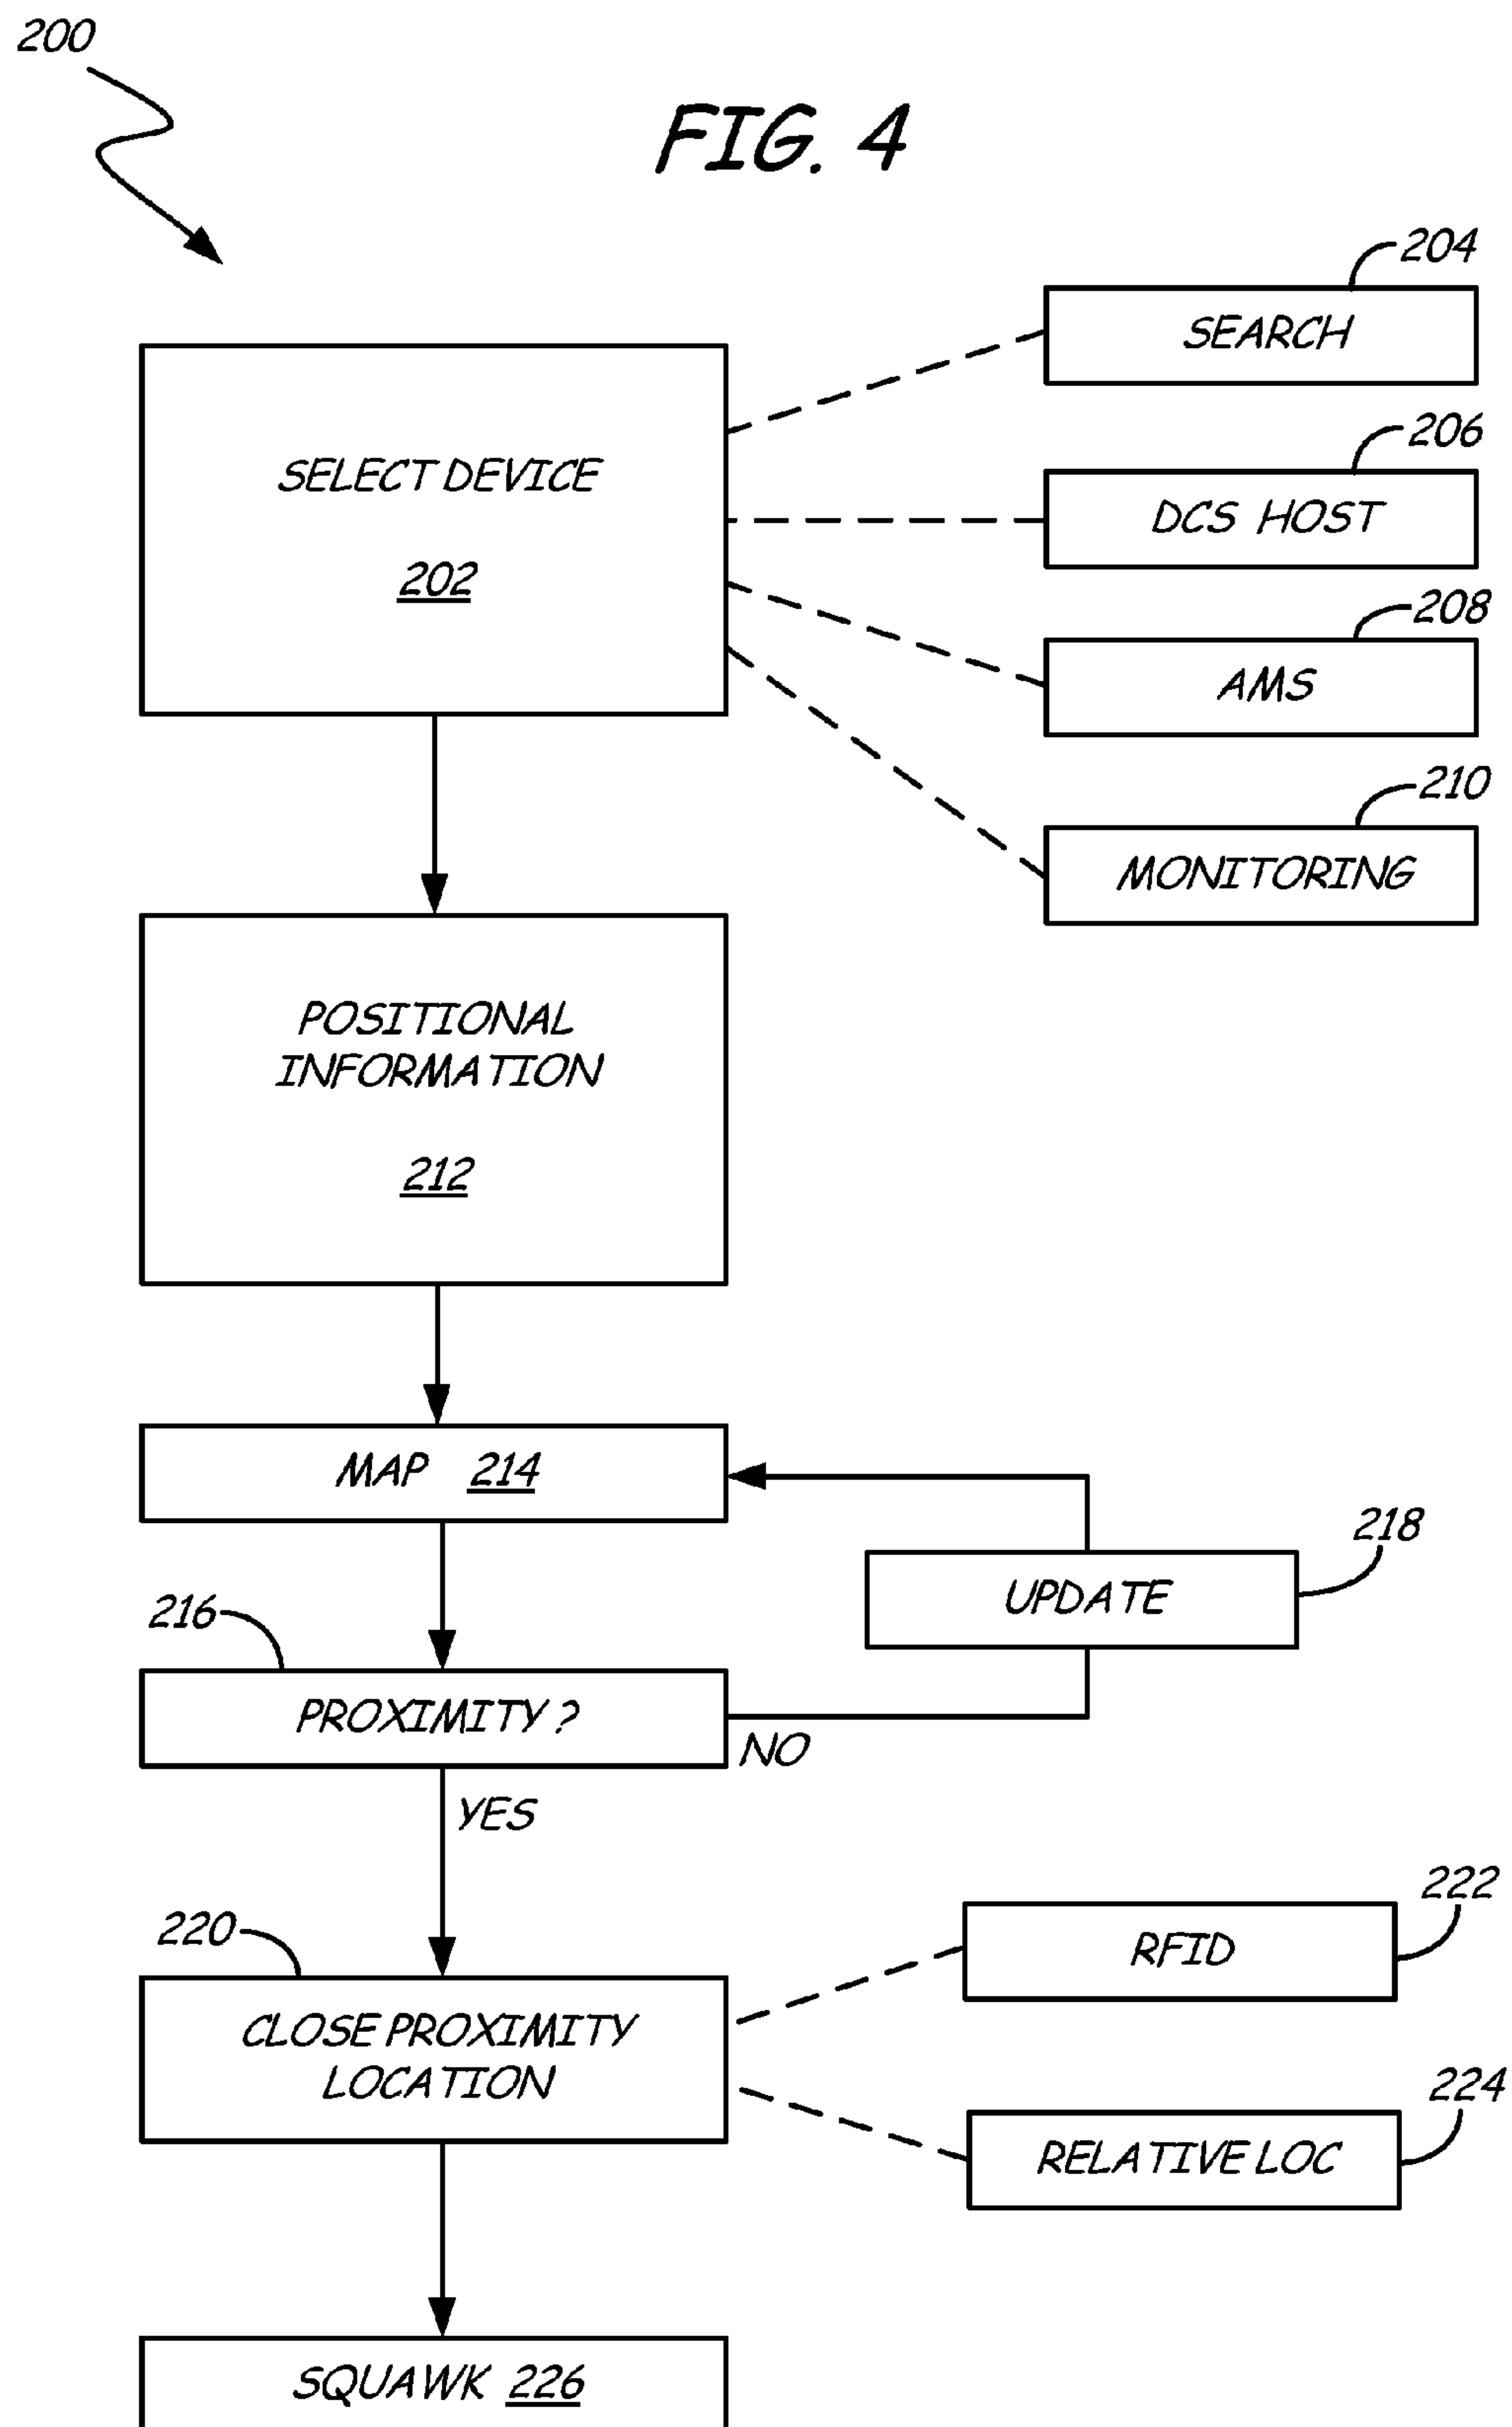 200
FIG. 4
204
SEARCH
206
SELECT DEVICE
DCS HOST
202
208
AMS
210
MONITORING
POSITIONAL
INFORMATION
212
MAP 214
218
UPDATE
216
PROXIMITY?
NO
YES
222
220
RFID
CLOSE PROXIMITY
LOCATION
224
RELATIVE LOC
SQUAWK 226